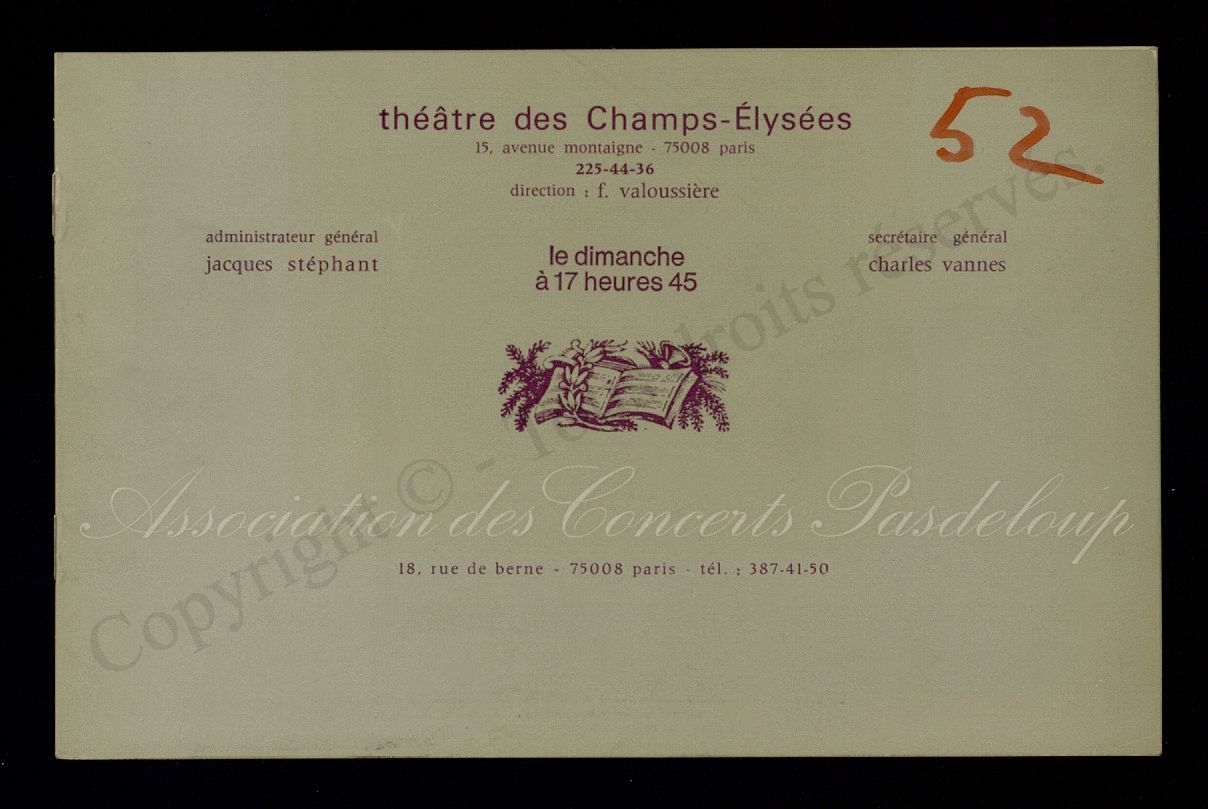 théâtre des Champs-Élysées
52
15, avenue montaigne - 75008 paris
225-44-36
direction : f. valoussière
administrateur général
jacques stéphant
le dimanche
à 17 heures 45
secrétaire général
charles vannes
Association des Concerts Pasdeloup
18, rue de berne - 75008 paris - tél. : 387-41-50
Copyright © - Tous droits réservés.